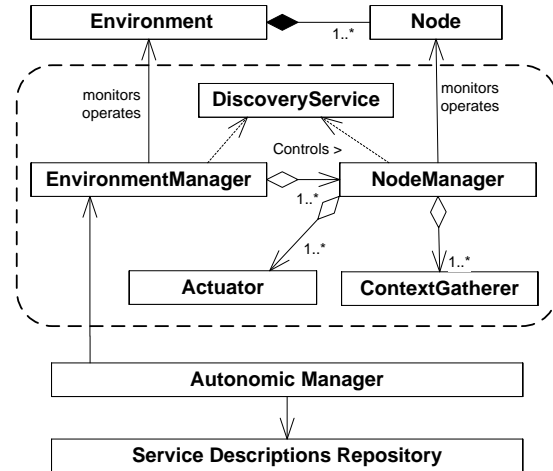 Environment
Node
1..*
monitors
operates
monitors
operates
DiscoveryService
Controls >
EnvironmentManager
NodeManager
1..*
1..*
1..*
Actuator
ContextGatherer
Autonomic Manager
Service Descriptions Repository